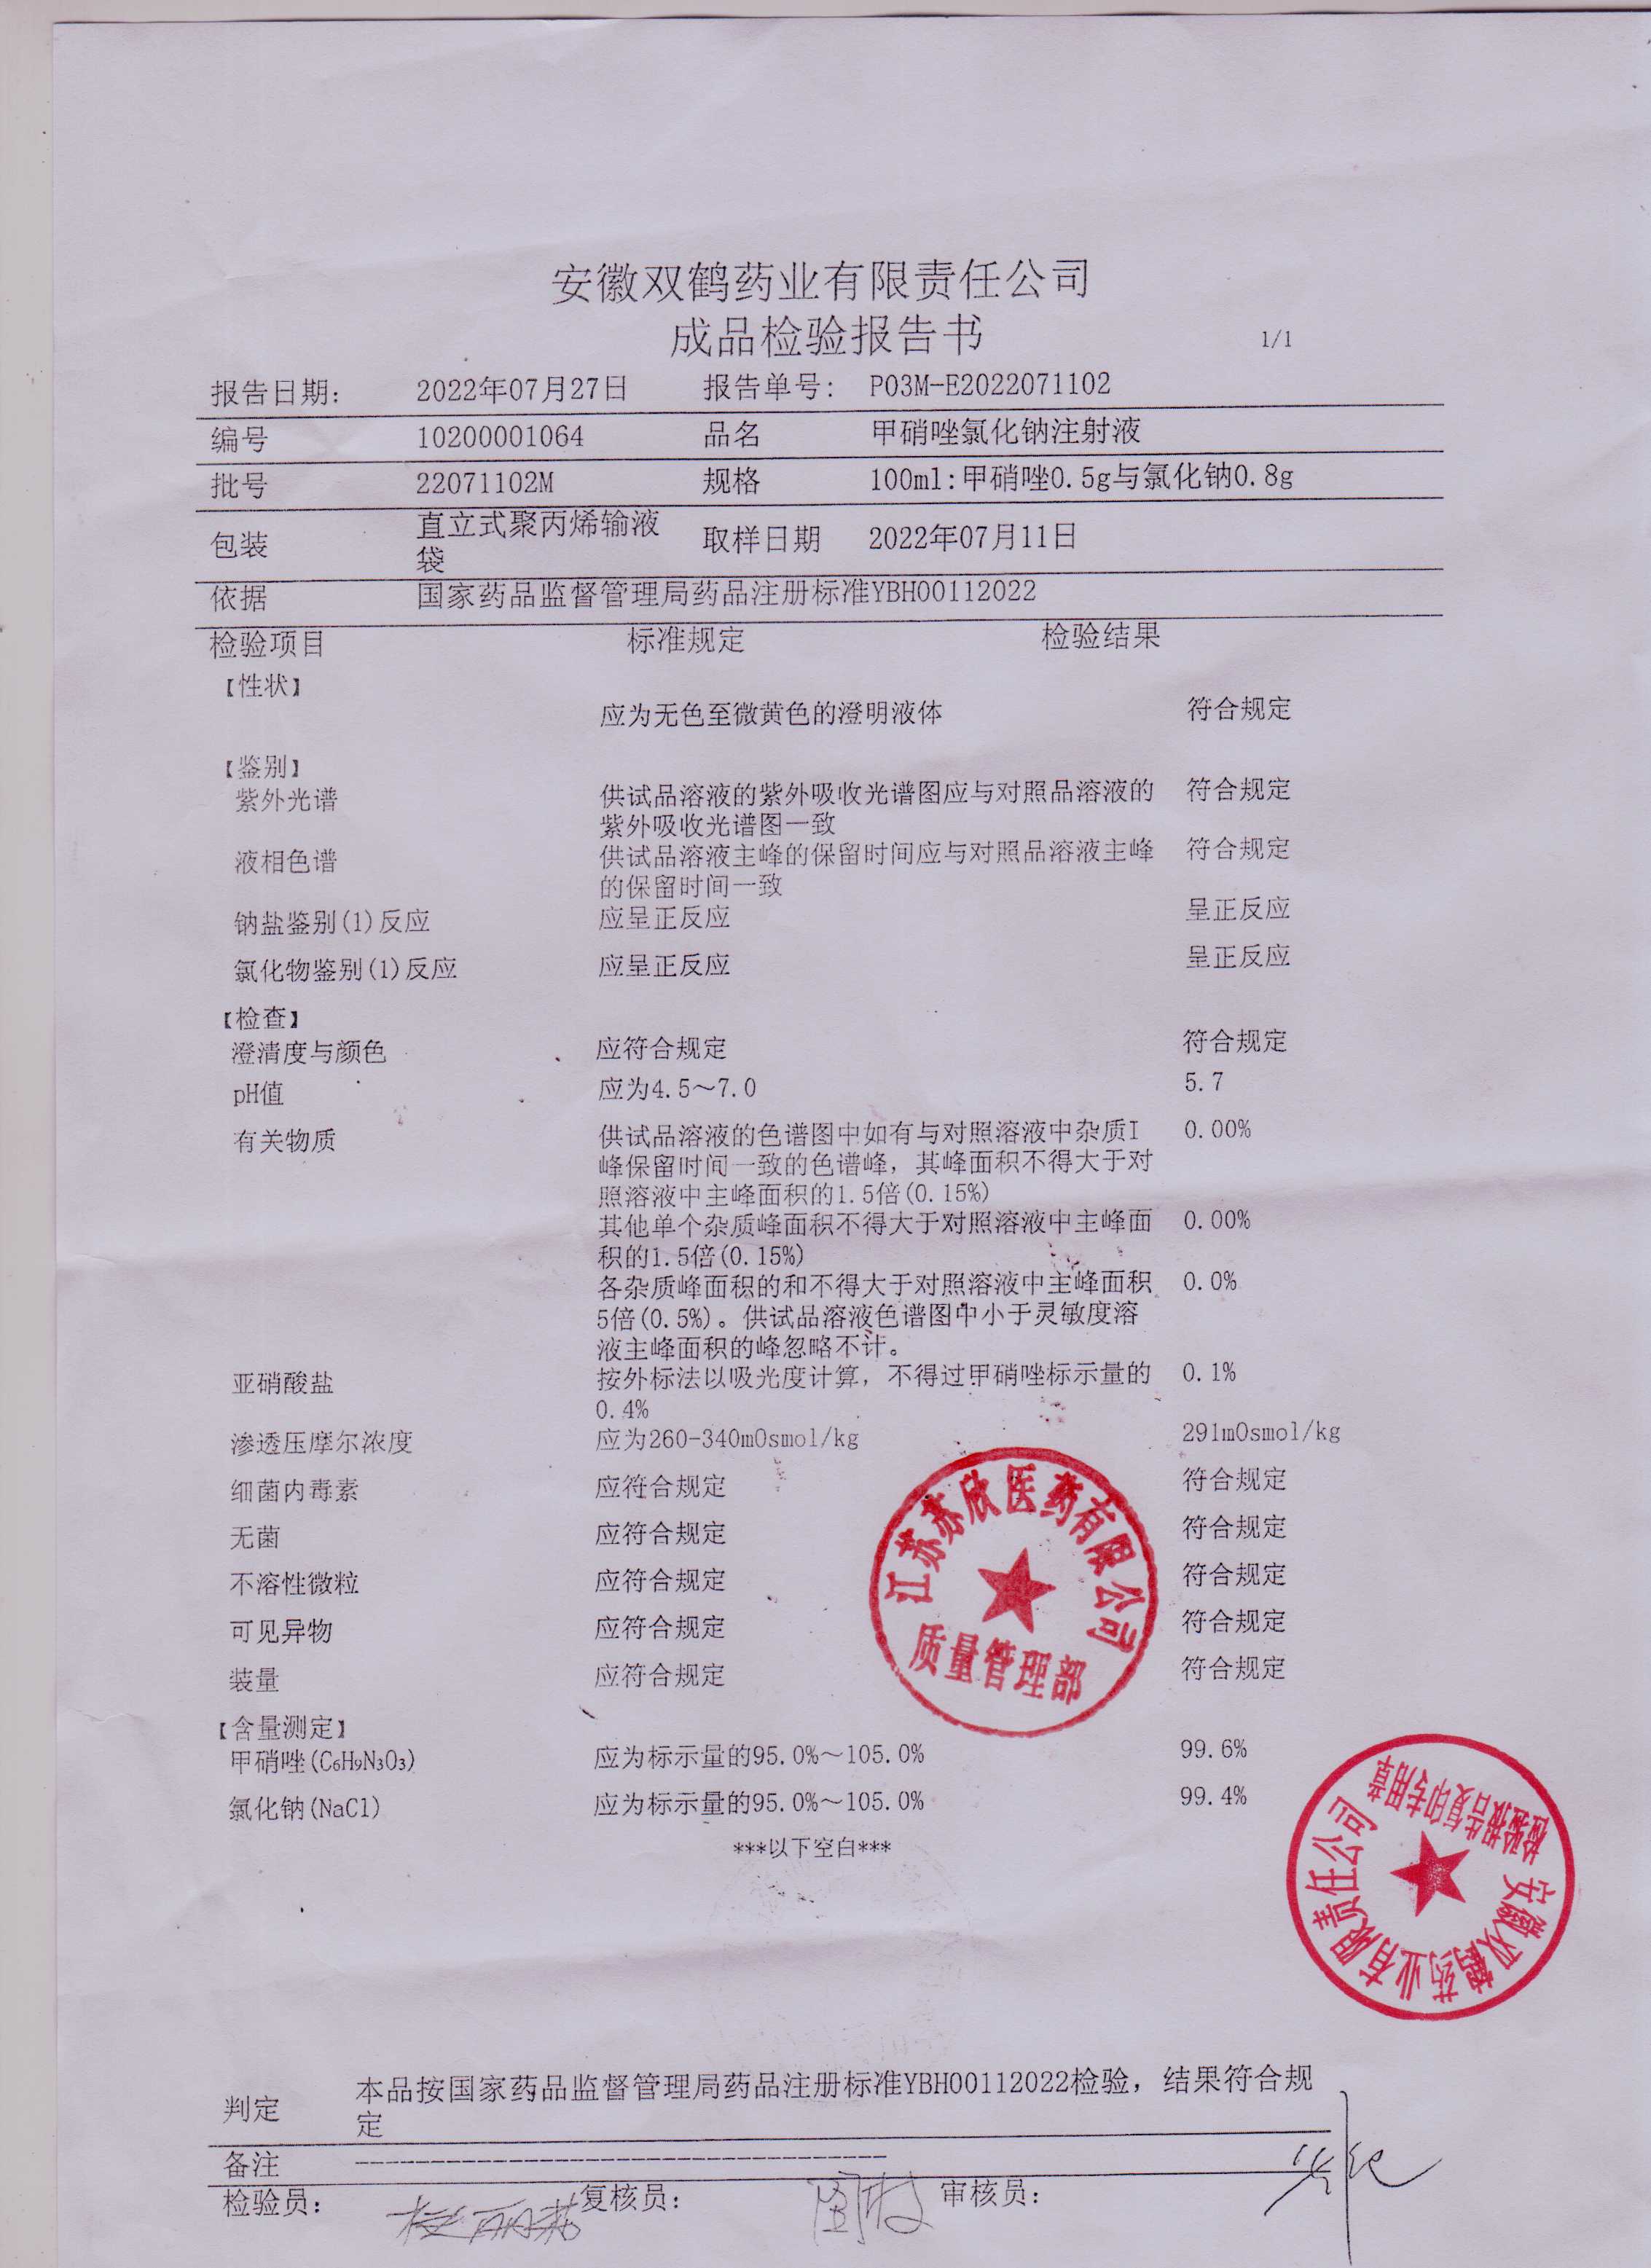 安徽双鹤药业有限责任公司
成品检验报告书
1/1
报告日期: 2022年07月27日 报告单号: P03M-E2022071102
编号 10200001064 品名 甲硝唑氯化钠注射液
批号 22071102M 规格 100ml:甲硝唑0.5g与氯化钠0.8g
包装 直立式聚丙烯输液
袋
取样日期 2022年07月11日
依据 国家药品监督管理局药品注册标准YBH00112022
检验项目 标准规定 检验结果
【性状】
应为无色至微黄色的澄明液体 符合规定
【鉴别】
紫外光谱 供试品溶液的紫外吸收光谱图应与对照品溶液的 符合规定
紫外吸收光谱图一致
液相色谱 供试品溶液主峰的保留时间应与对照品溶液主峰 符合规定
的保留时间一致
钠盐鉴别(1)反应 应呈正反应 呈正反应
氯化物鉴别(1)反应 应呈正反应 呈正反应
【检查】
澄清度与颜色 应符合规定 符合规定
pH值 应为4.5～7.0 5.7
有关物质 供试品溶液的色谱图中如有与对照溶液中杂质I 0.00%
峰保留时间一致的色谱峰，其峰面积不得大于对
照溶液中主峰面积的1.5倍(0.15%)
其他单个杂质峰面积不得大于对照溶液中主峰面 0.00%
积的1.5倍(0.15%)
各杂质峰面积的和不得大于对照溶液中主峰面积 0.0%
5倍(0.5%)。供试品溶液色谱图中小于灵敏度溶
液主峰面积的峰忽略不计。
亚硝酸盐 按外标法以吸光度计算，不得过甲硝唑标示量的 0.1%
0.4%
渗透压摩尔浓度 应为260-340mOsmol/kg 291mOsmol/kg
细菌内毒素 应符合规定 符合规定
无菌 应符合规定 符合规定
不溶性微粒 应符合规定 符合规定
可见异物 应符合规定 符合规定
装量 应符合规定 符合规定
江苏苏欣医药有限公司
质量管理部
【含量测定】
甲硝唑(C₆H₉N₃O₃) 应为标示量的95.0%～105.0% 99.6%
氯化钠(NaCl) 应为标示量的95.0%～105.0% 99.4%
***以下空白***
安徽双鹤药业有限责任公司
检验报告复印专用章
判定 本品按国家药品监督管理局药品注册标准YBH00112022检验，结果符合规
定
备注 -----------------------------------
检验员: 复核员: 审核员: